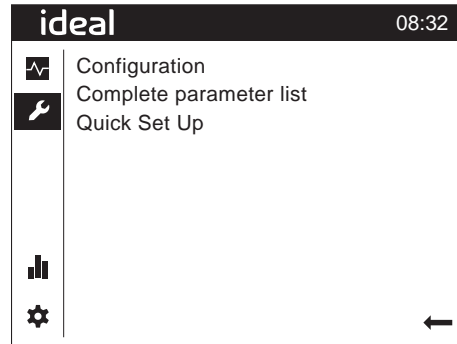 ideal 08:32
Configuration
Complete parameter list
Quick Set Up